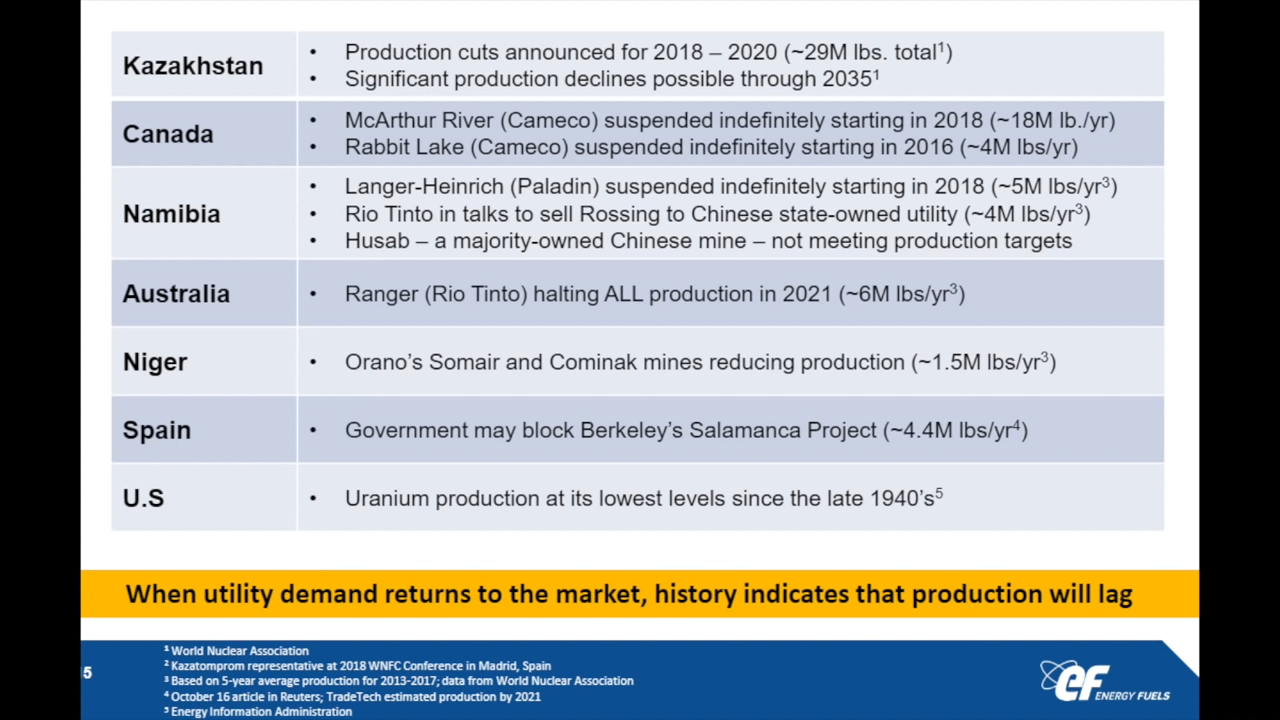 Kazakhstan
• Production cuts announced for 2018 – 2020 (~29M lbs. total¹)
• Significant production declines possible through 2035¹
Canada
• McArthur River (Cameco) suspended indefinitely starting in 2018 (~18M lb./yr)
• Rabbit Lake (Cameco) suspended indefinitely starting in 2016 (~4M lbs/yr)
Namibia
• Langer-Heinrich (Paladin) suspended indefinitely starting in 2018 (~5M lbs/yr³)
• Rio Tinto in talks to sell Rossing to Chinese state-owned utility (~4M lbs/yr³)
• Husab – a majority-owned Chinese mine – not meeting production targets
Australia
• Ranger (Rio Tinto) halting ALL production in 2021 (~6M lbs/yr³)
Niger
• Orano’s Somair and Cominak mines reducing production (~1.5M lbs/yr³)
Spain
• Government may block Berkeley’s Salamanca Project (~4.4M lbs/yr⁴)
U.S
• Uranium production at its lowest levels since the late 1940’s⁵
When utility demand returns to the market, history indicates that production will lag
5
¹ World Nuclear Association
² Kazatomprom representative at 2018 WNFC Conference in Madrid, Spain
³ Based on 5-year average production for 2013-2017; data from World Nuclear Association
⁴ October 16 article in Reuters; TradeTech estimated production by 2021
⁵ Energy Information Administration
ef ENERGY FUELS